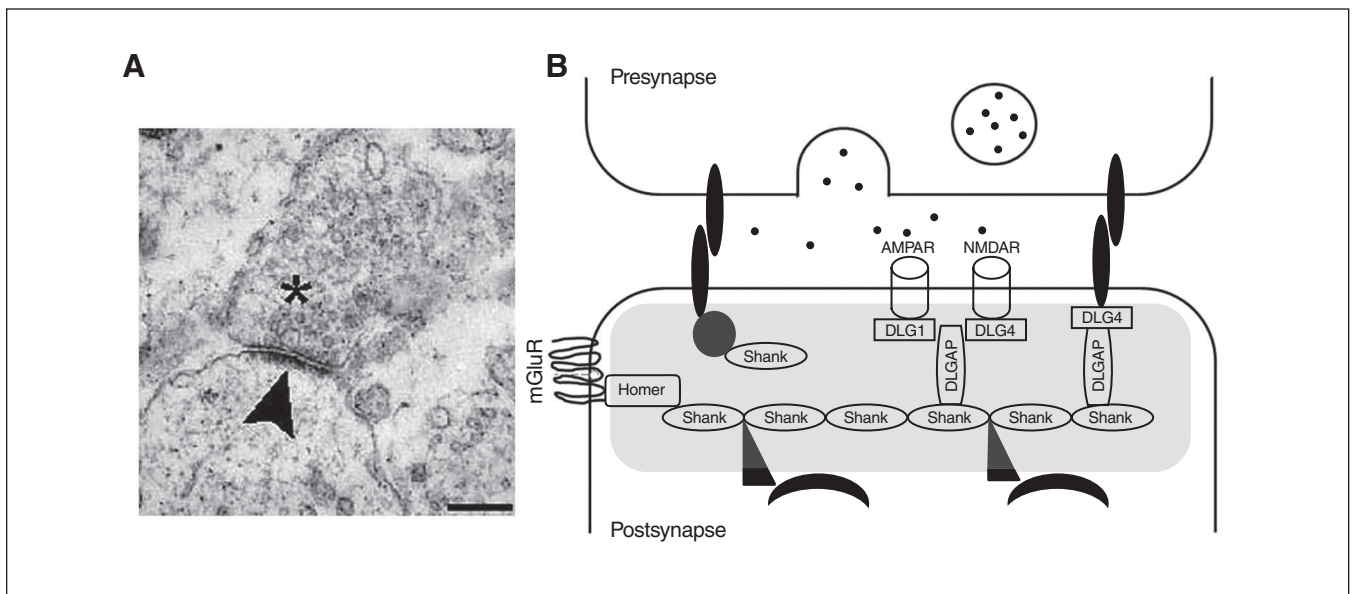 A
B
Presynapse
AMPAR NMDAR
DLG1 DLG4
DLG4
DLGAP
DLGAP
Shank
mGluR
Homer
Shank Shank Shank Shank Shank Shank
Postsynapse